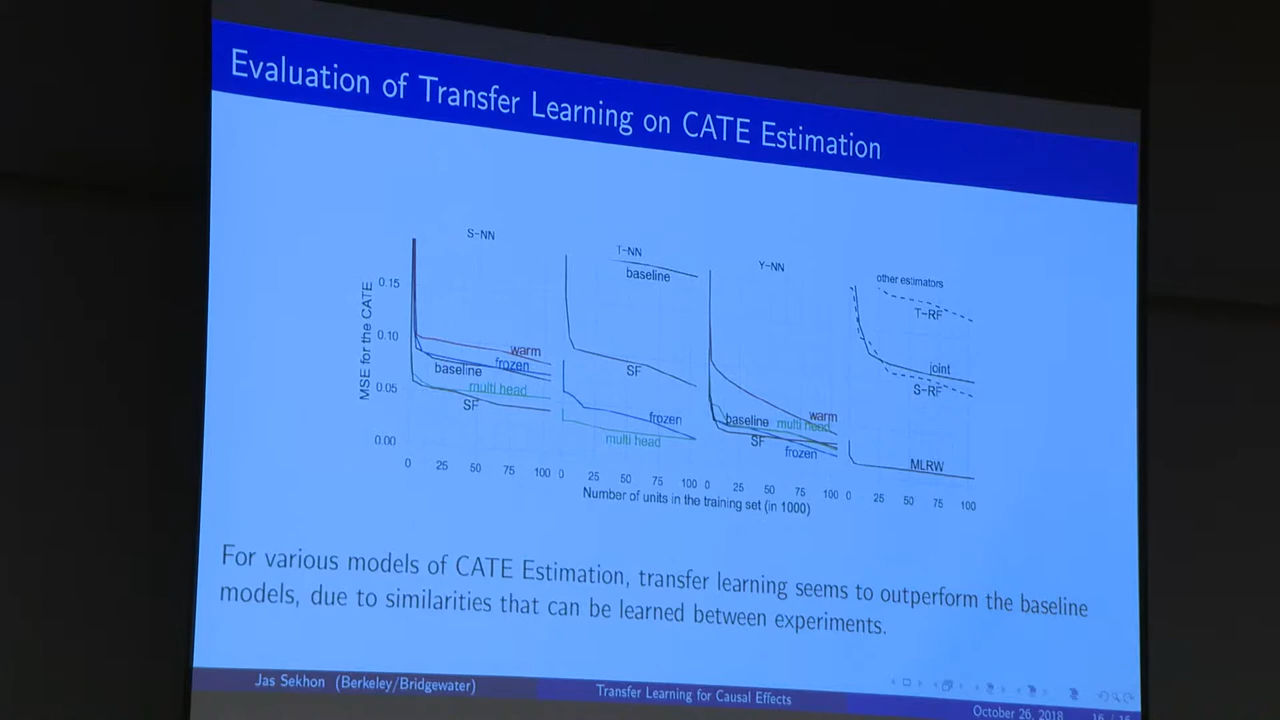 Evaluation of Transfer Learning on CATE Estimation
S-NN
T-NN
Y-NN
other estimators
MSE for the CATE
0.15
0.10
0.05
0.00
warm
frozen
baseline
multi head
SF
baseline
SF
frozen
multi head
warm
baseline
multi head
SF
frozen
T-RF
joint
S-RF
MLRW
0 25 50 75 100
0 25 50 75 100
0 25 50 75 100
0 25 50 75 100
Number of units in the training set (in 1000)
For various models of CATE Estimation, transfer learning seems to outperform the baseline
models, due to similarities that can be learned between experiments.
Jas Sekhon (Berkeley/Bridgewater)
Transfer Learning for Causal Effects
October 26, 2018